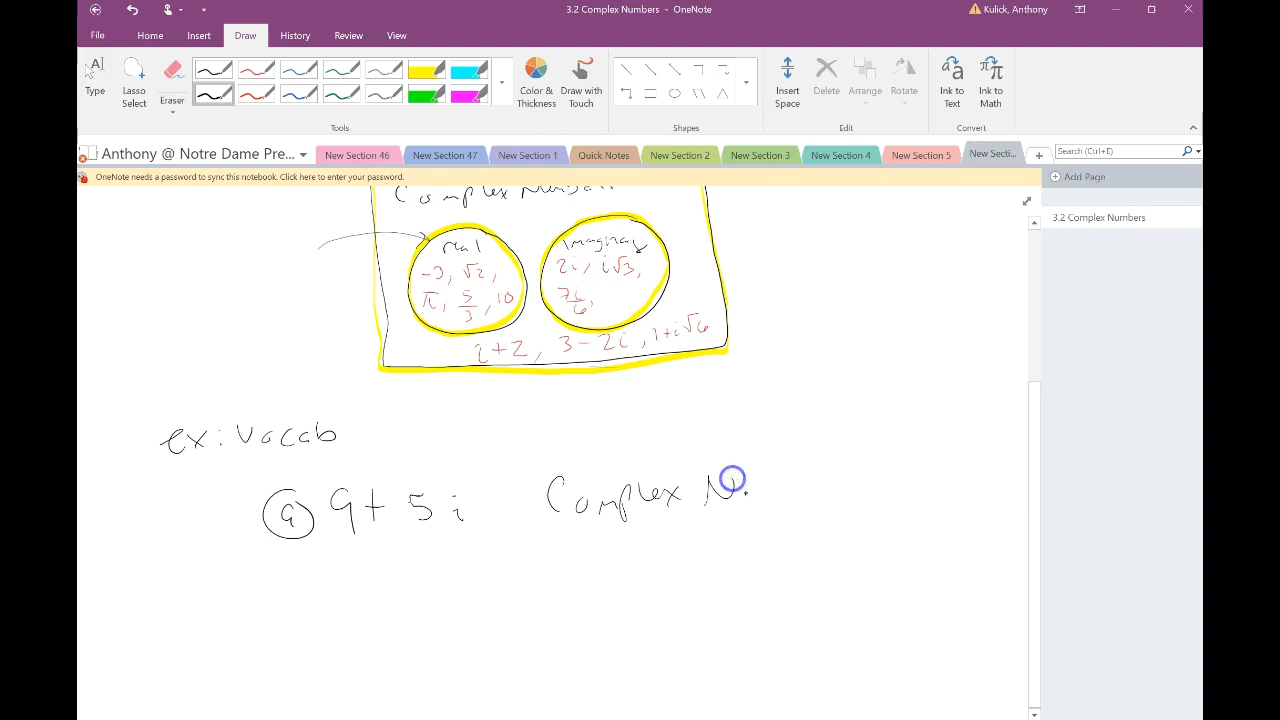 3.2 Complex Numbers - OneNote
Kulick, Anthony
File Home Insert Draw History Review View
Type
Lasso Select
Eraser
Color & Thickness
Draw with Touch
Insert Space
Delete
Arrange
Rotate
Ink to Text
Ink to Math
Tools
Shapes
Edit
Convert
Anthony @ Notre Dame Pre...
New Section 46 New Section 47 New Section 1 Quick Notes New Section 2 New Section 3 New Section 4 New Section 5 New Secti...
Search (Ctrl+E)
OneNote needs a password to sync this notebook. Click here to enter your password.
Add Page
3.2 Complex Numbers
Complex
real
-3, √2,
π, 5/3, 10
imaginary
2i, i√3,
7i/6,
i+2, 3-2i, 1+i√6
ex: vocab
a 9+5i Complex N.